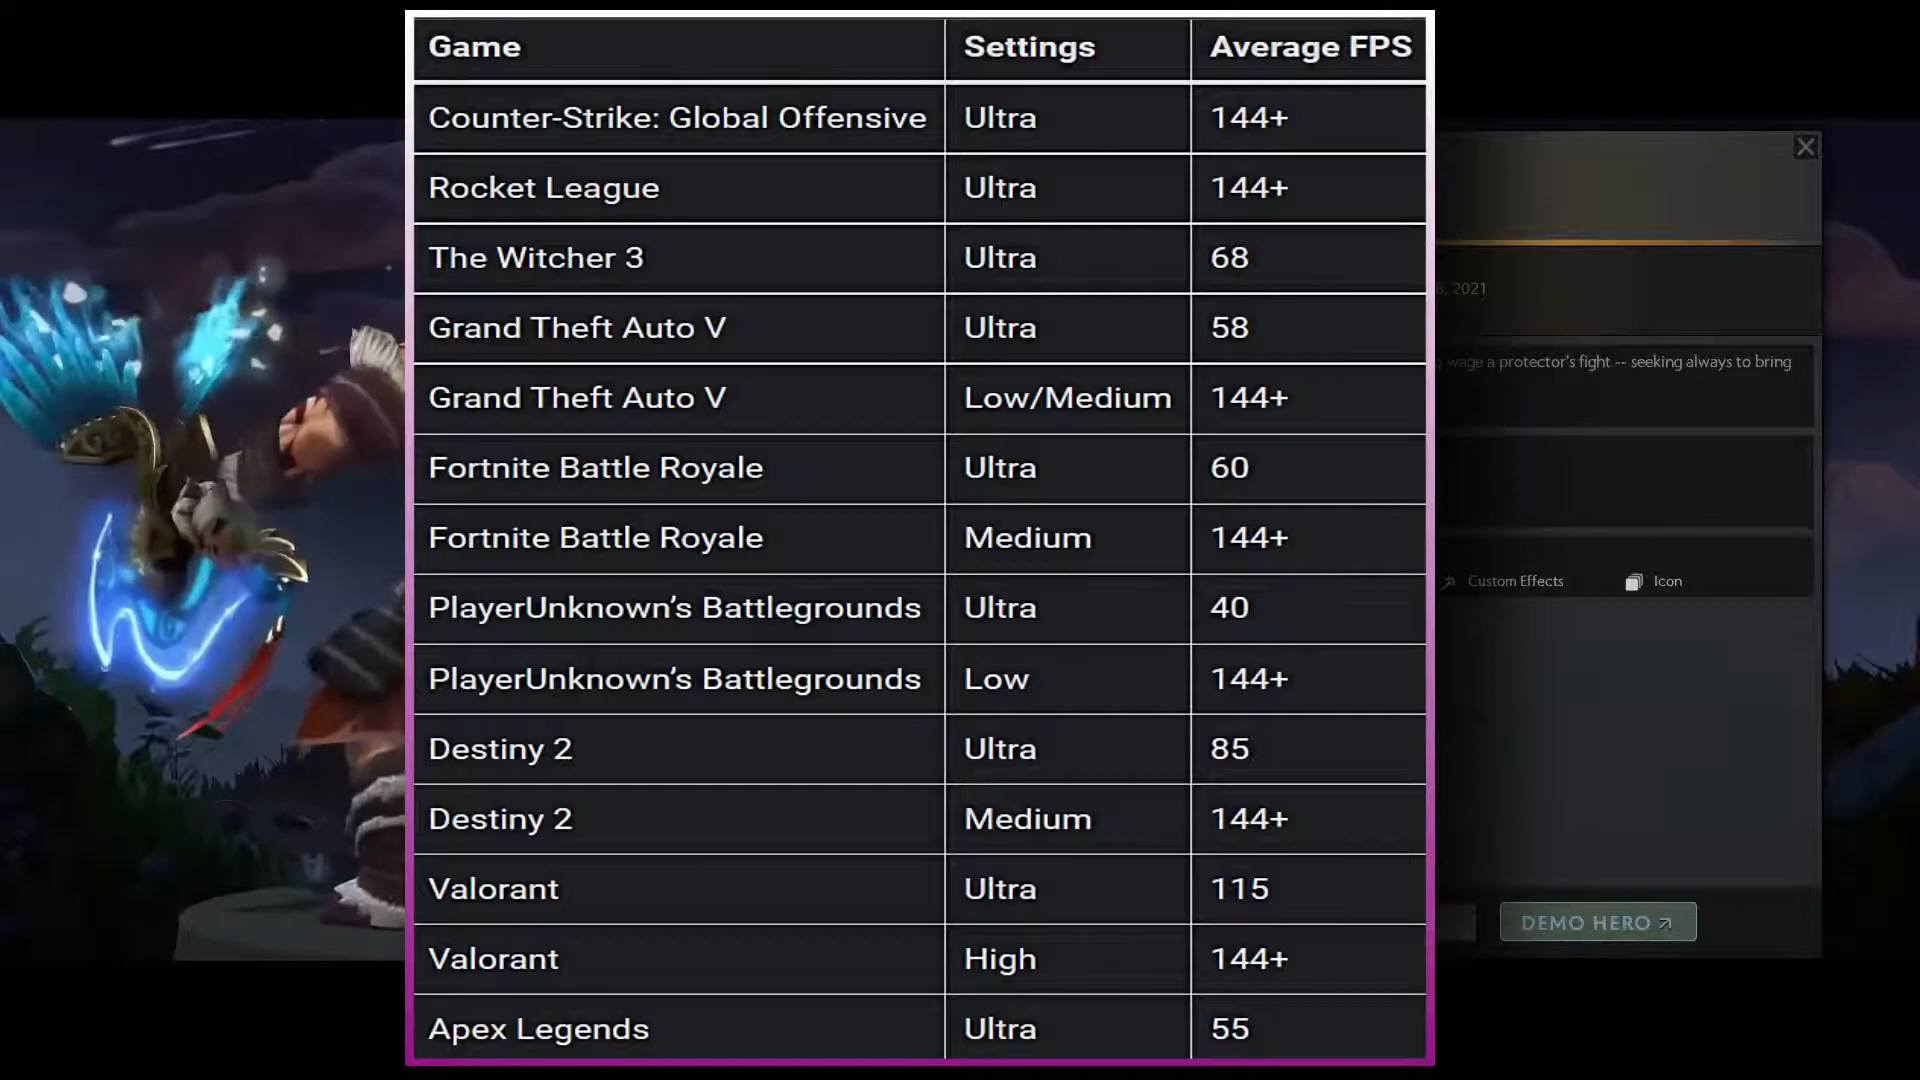 Game Settings Average FPS
Counter-Strike: Global Offensive Ultra 144+
Rocket League Ultra 144+
The Witcher 3 Ultra 68
Grand Theft Auto V Ultra 58
Grand Theft Auto V Low/Medium 144+
Fortnite Battle Royale Ultra 60
Fortnite Battle Royale Medium 144+
PlayerUnknown’s Battlegrounds Ultra 40
PlayerUnknown’s Battlegrounds Low 144+
Destiny 2 Ultra 85
Destiny 2 Medium 144+
Valorant Ultra 115
Valorant High 144+
Apex Legends Ultra 55
, 2021
wage a protector's fight -- seeking always to bring
Custom Effects Icon
DEMO HERO